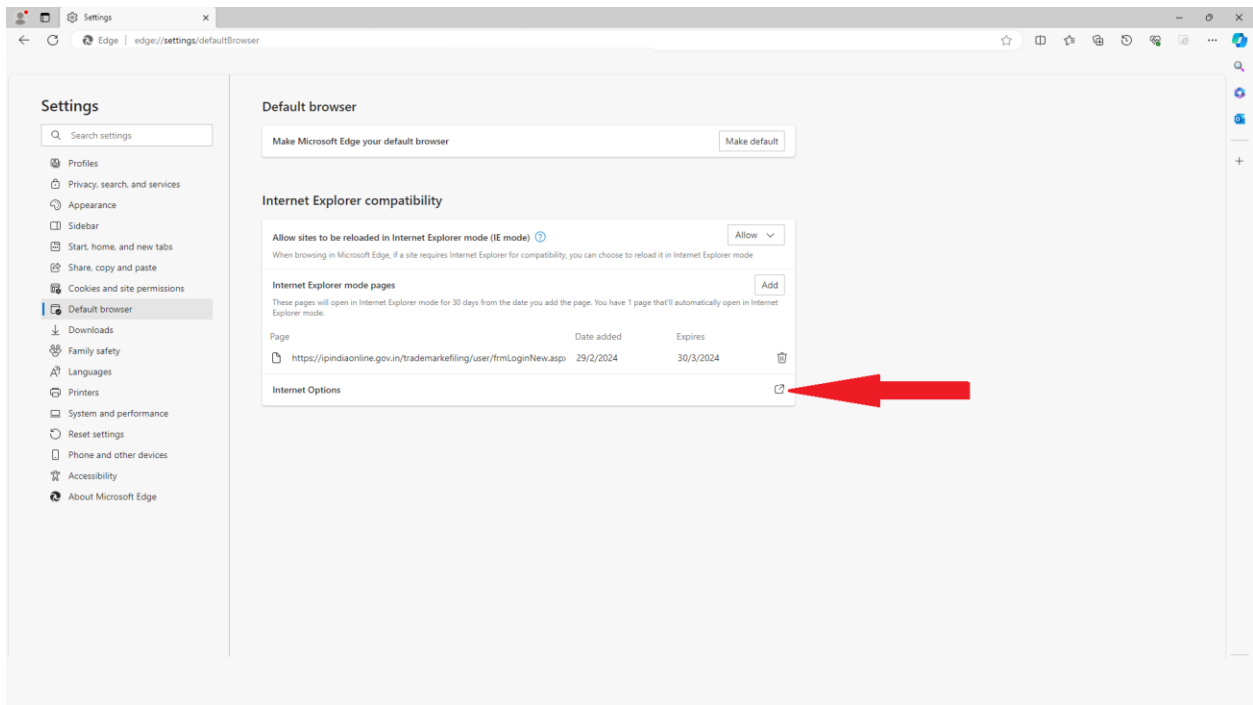 Settings
Edge | edge://settings/defaultBrowser
Settings
Search settings
Profiles
Privacy, search, and services
Appearance
Sidebar
Start, home, and new tabs
Share, copy and paste
Cookies and site permissions
Default browser
Downloads
Family safety
Languages
Printers
System and performance
Reset settings
Phone and other devices
Accessibility
About Microsoft Edge
Default browser
Make Microsoft Edge your default browser Make default
Internet Explorer compatibility
Allow sites to be reloaded in Internet Explorer mode (IE mode) Allow
When browsing in Microsoft Edge, if a site requires Internet Explorer for compatibility, you can choose to reload it in Internet Explorer mode
Internet Explorer mode pages Add
These pages will open in Internet Explorer mode for 30 days from the date you add the page. You have 1 page that'll automatically open in Internet
Explorer mode.
Page Date added Expires
https://ipindiaonline.gov.in/trademarkefiling/user/frmLoginNew.asp 29/2/2024 30/3/2024
Internet Options